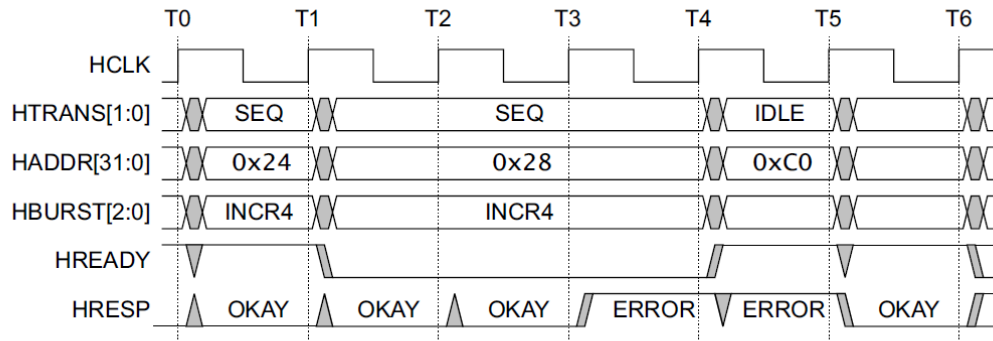 T0 T1 T2 T3 T4 T5 T6
HCLK
HTRANS[1:0] SEQ SEQ IDLE
HADDR[31:0] 0x24 0x28 0xC0
HBURST[2:0] INCR4 INCR4
HREADY
HRESP OKAY OKAY OKAY ERROR ERROR OKAY